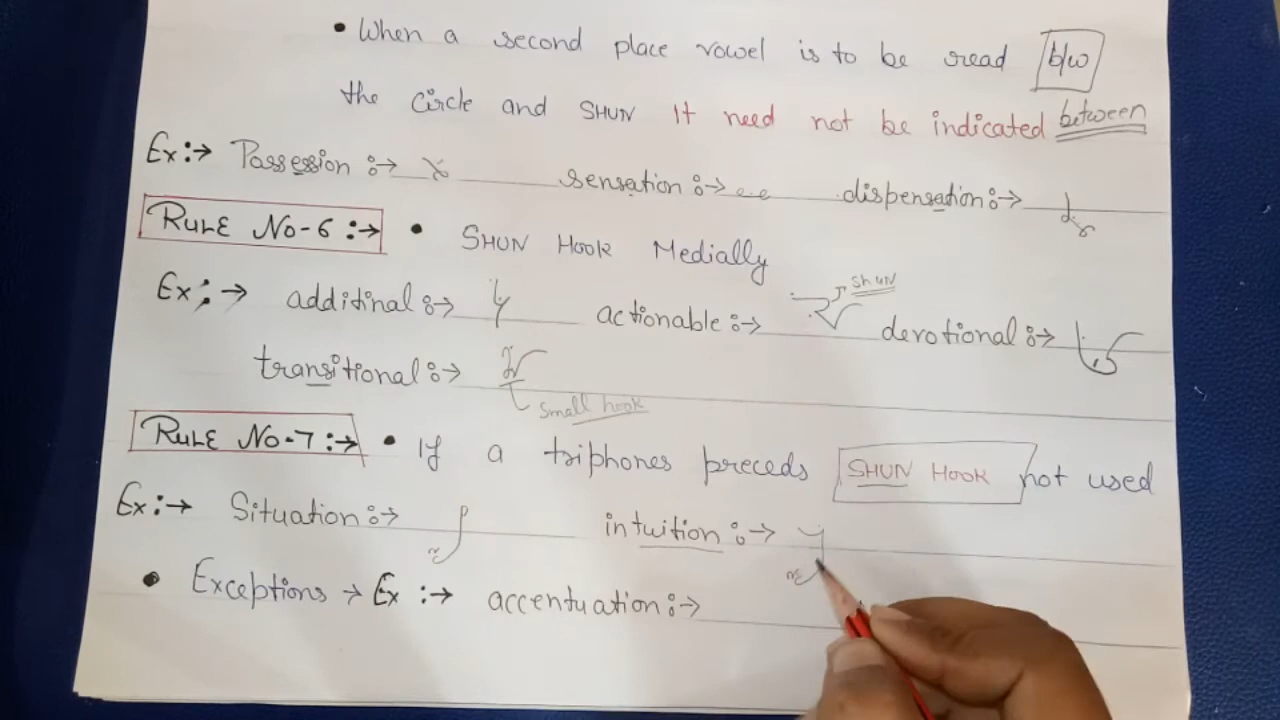 • When a second place vowel is to be read b/w
the circle and SHUN It need not be indicated between
Ex:→ Possession :→ sensation :→ dispensation :→
RULE No-6 :→ • SHUN Hook Medially
Ex:→ additinal :→ actionable :→ shun devotional :→
transitional :→ small hook
RULE No-7 :→ • If a triphones preceds SHUN HOOK not used
Ex:→ Situation :→ intuition :→
• Exceptions → Ex :→ accentuation :→